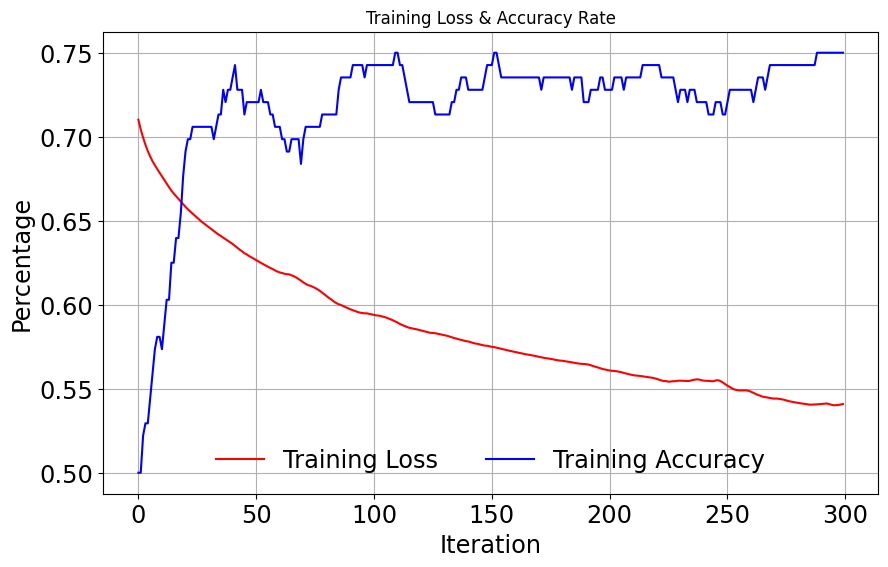 Training Loss & Accuracy Rate
0.75
0.70
0.65
0.60
0.55
0.50
Percentage
Training Loss Training Accuracy
0 50 100 150 200 250 300
Iteration